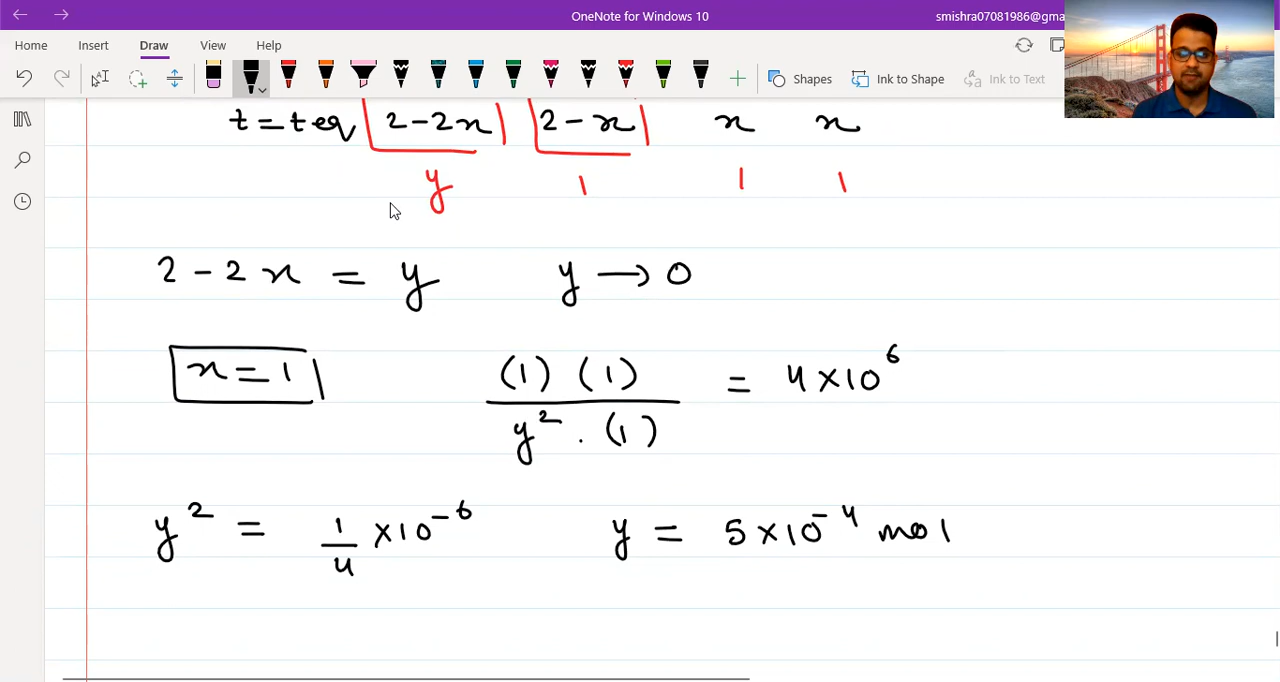 OneNote for Windows 10 smishra07081986@gma
Home Insert Draw View Help
Shapes Ink to Shape Ink to Text
t = teq 2-2x 2-x x x
y 1 1 1
2-2x = y y → 0
x = 1 (1) (1) / y² . (1) = 4×10⁶
y² = 1/4 ×10⁻⁶ y = 5×10⁻⁴ mol